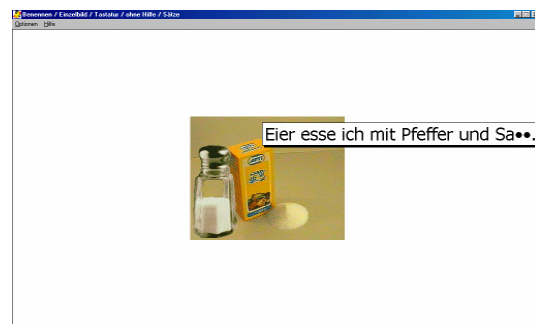 Benennen / Einzelbild / Tastatur / ohne Hilfe / Sätze
Optionen Hilfe
Eier esse ich mit Pfeffer und Sa●●.